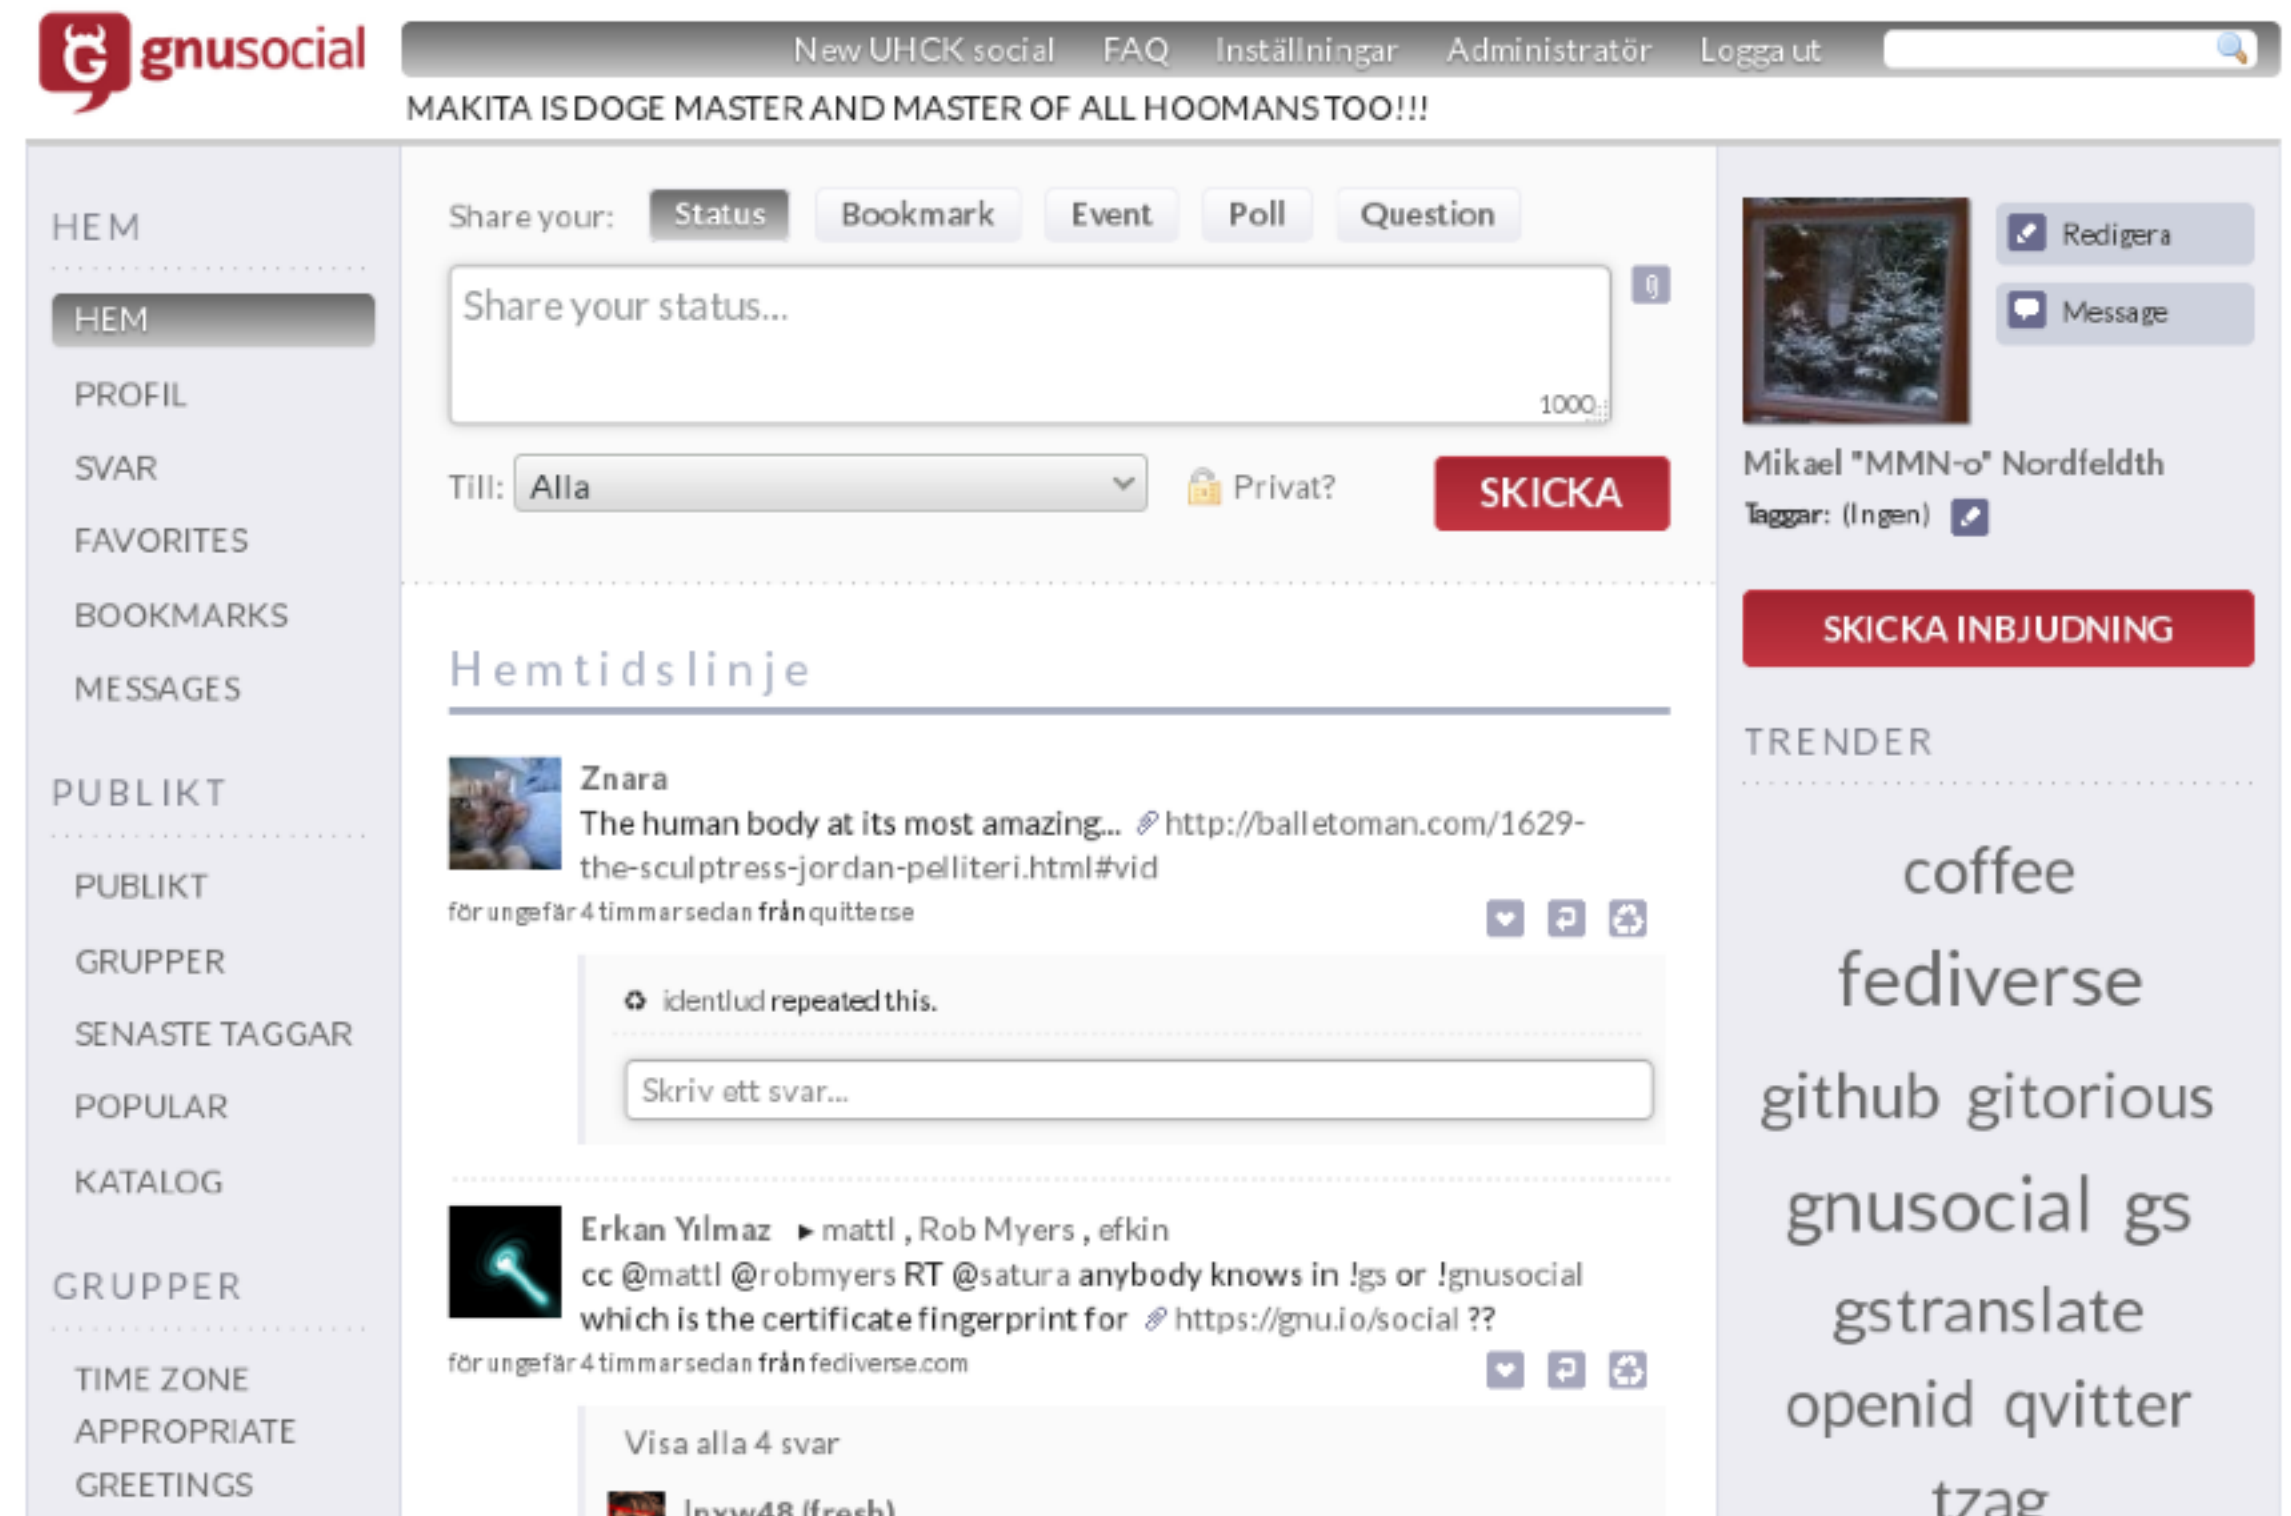 gnusocial
New UHCK social FAQ Inställningar Administratör Logga ut
MAKITA IS DOGE MASTER AND MASTER OF ALL HOOMANS TOO!!!
HEM
HEM
PROFIL
SVAR
FAVORITES
BOOKMARKS
MESSAGES
PUBLIKT
PUBLIKT
GRUPPER
SENASTE TAGGAR
POPULAR
KATALOG
GRUPPER
TIME ZONE
APPROPRIATE
GREETINGS
Share your: Status Bookmark Event Poll Question
Share your status...
1000
Till: Alla Privat? SKICKA
Hemtidslinje
Znara
The human body at its most amazing... http://balletoman.com/1629-
the-sculptress-jordan-pelliteri.html#vid
för ungefär 4 timmar sedan från quitter.se
identlud repeated this.
Skriv ett svar...
Erkan Yılmaz ▸ mattl , Rob Myers , efkin
cc @mattl @robmyers RT @satura anybody knows in !gs or !gnusocial
which is the certificate fingerprint for https://gnu.io/social ??
för ungefär 4 timmar sedan från fediverse.com
Visa alla 4 svar
lnxw48 (fresh)
Redigera
Message
Mikael "MMN-o" Nordfeldth
Taggar: (Ingen)
SKICKA INBJUDNING
TRENDER
coffee
fediverse
github gitorious
gnusocial gs
gstranslate
openid qvitter
tzag